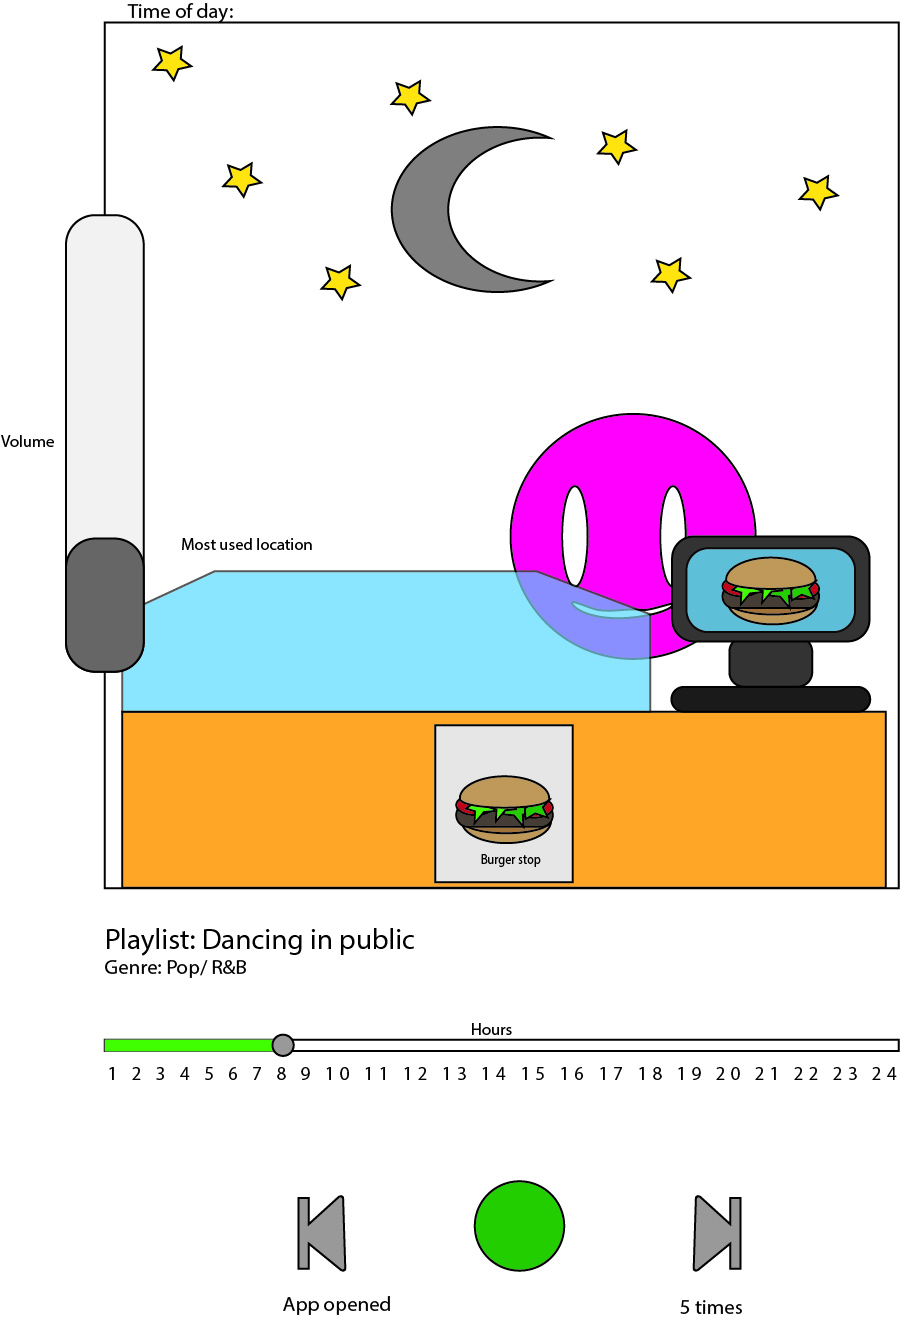 Time of day:
Volume
Most used location
Burger stop
Playlist: Dancing in public
Genre: Pop/ R&B
Hours
1 2 3 4 5 6 7 8 9 10 11 12 13 14 15 16 17 18 19 20 21 22 23 24
App opened
5 times